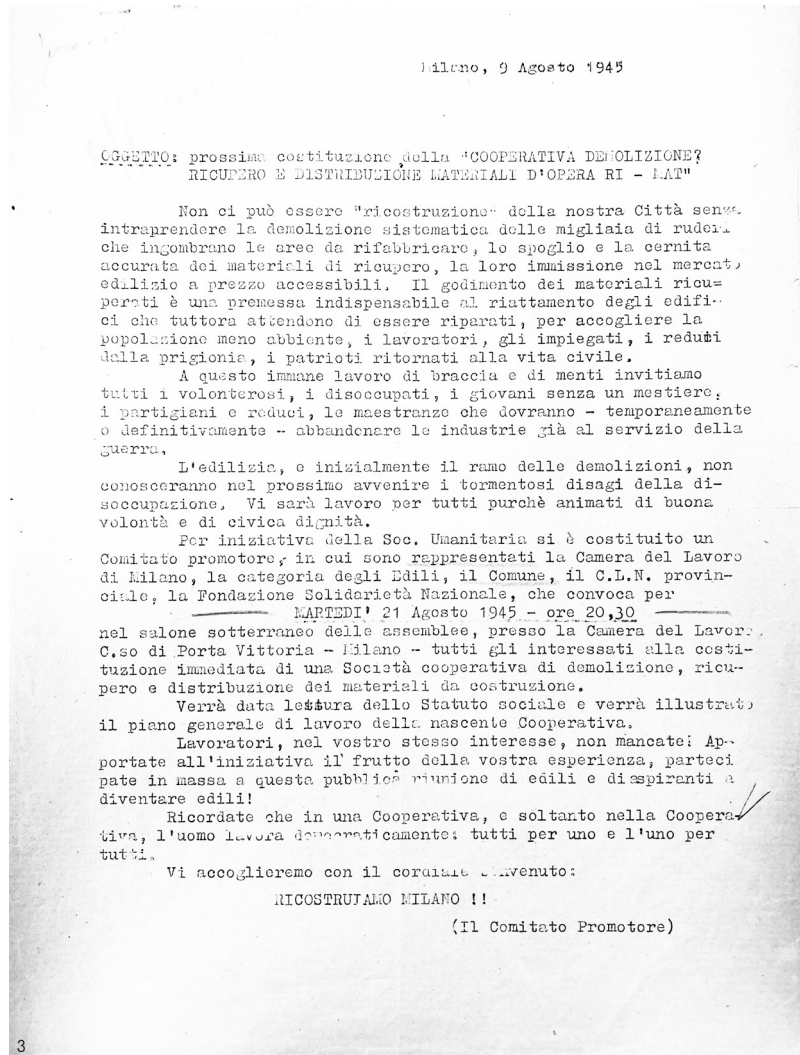 Milano, 9 Agosto 1945
OGGETTO: prossima costituzione della "COOPERATIVA DEMOLIZIONE?
RICUPERO E DISTRIBUZIONE MATERIALI D'OPERA RI - MAT"
Non ci può essere "ricostruzione" della nostra Città senza
intraprendere la demolizione sistematica delle migliaia di ruderi
che ingombrano le aree da rifabbricare, lo spoglio e la cernita
accurata dei materiali di ricupero, la loro immissione nel mercato
edilizio a prezzo accessibili. Il godimento dei materiali ricu=
perati è una premessa indispensabile al riattamento degli edifi-
ci che tuttora attendono di essere riparati, per accogliere la
popolazione meno abbiente, i lavoratori, gli impiegati, i reduci
dalla prigionia, i patrioti ritornati alla vita civile.
A questo immane lavoro di braccia e di menti invitiamo
tutti i volonterosi, i disoccupati, i giovani senza un mestiere,
i partigiani e reduci, le maestranze che dovranno - temporaneamente
o definitivamente - abbandonare le industrie già al servizio della
guerra.
L'edilizia, e inizialmente il ramo delle demolizioni, non
conosceranno nel prossimo avvenire i tormentosi disagi della di-
soccupazione. Vi sarà lavoro per tutti purchè animati di buona
volontà e di civica dignità.
Per iniziativa della Soc. Umanitaria si è costituito un
Comitato promotore, in cui sono rappresentati la Camera del Lavoro
di Milano, la categoria degli Edili, il Comune, il C.L.N. provin-
ciale, la Fondazione Solidarietà Nazionale, che convoca per
MARTEDI' 21 Agosto 1945 - ore 20,30
nel salone sotterraneo delle assemblee, presso la Camera del Lavoro,
C.so di Porta Vittoria - Milano - tutti gli interessati alla costi-
tuzione immediata di una Società cooperativa di demolizione, ricu-
pero e distribuzione dei materiali da costruzione.
Verrà data lettura dello Statuto sociale e verrà illustrato
il piano generale di lavoro della nascente Cooperativa.
Lavoratori, nel vostro stesso interesse, non mancate! Ap-
portate all'iniziativa il frutto della vostra esperienza, parteci
pate in massa a questa pubblica riunione di edili e di aspiranti a
diventare edili!
Ricordate che in una Cooperativa, e soltanto nella Coopera-
tiva, l'uomo lavora democraticamente: tutti per uno e l'uno per
tutti.
Vi accoglieremo con il cordiale benvenuto:
RICOSTRUIAMO MILANO !!
(Il Comitato Promotore)
3